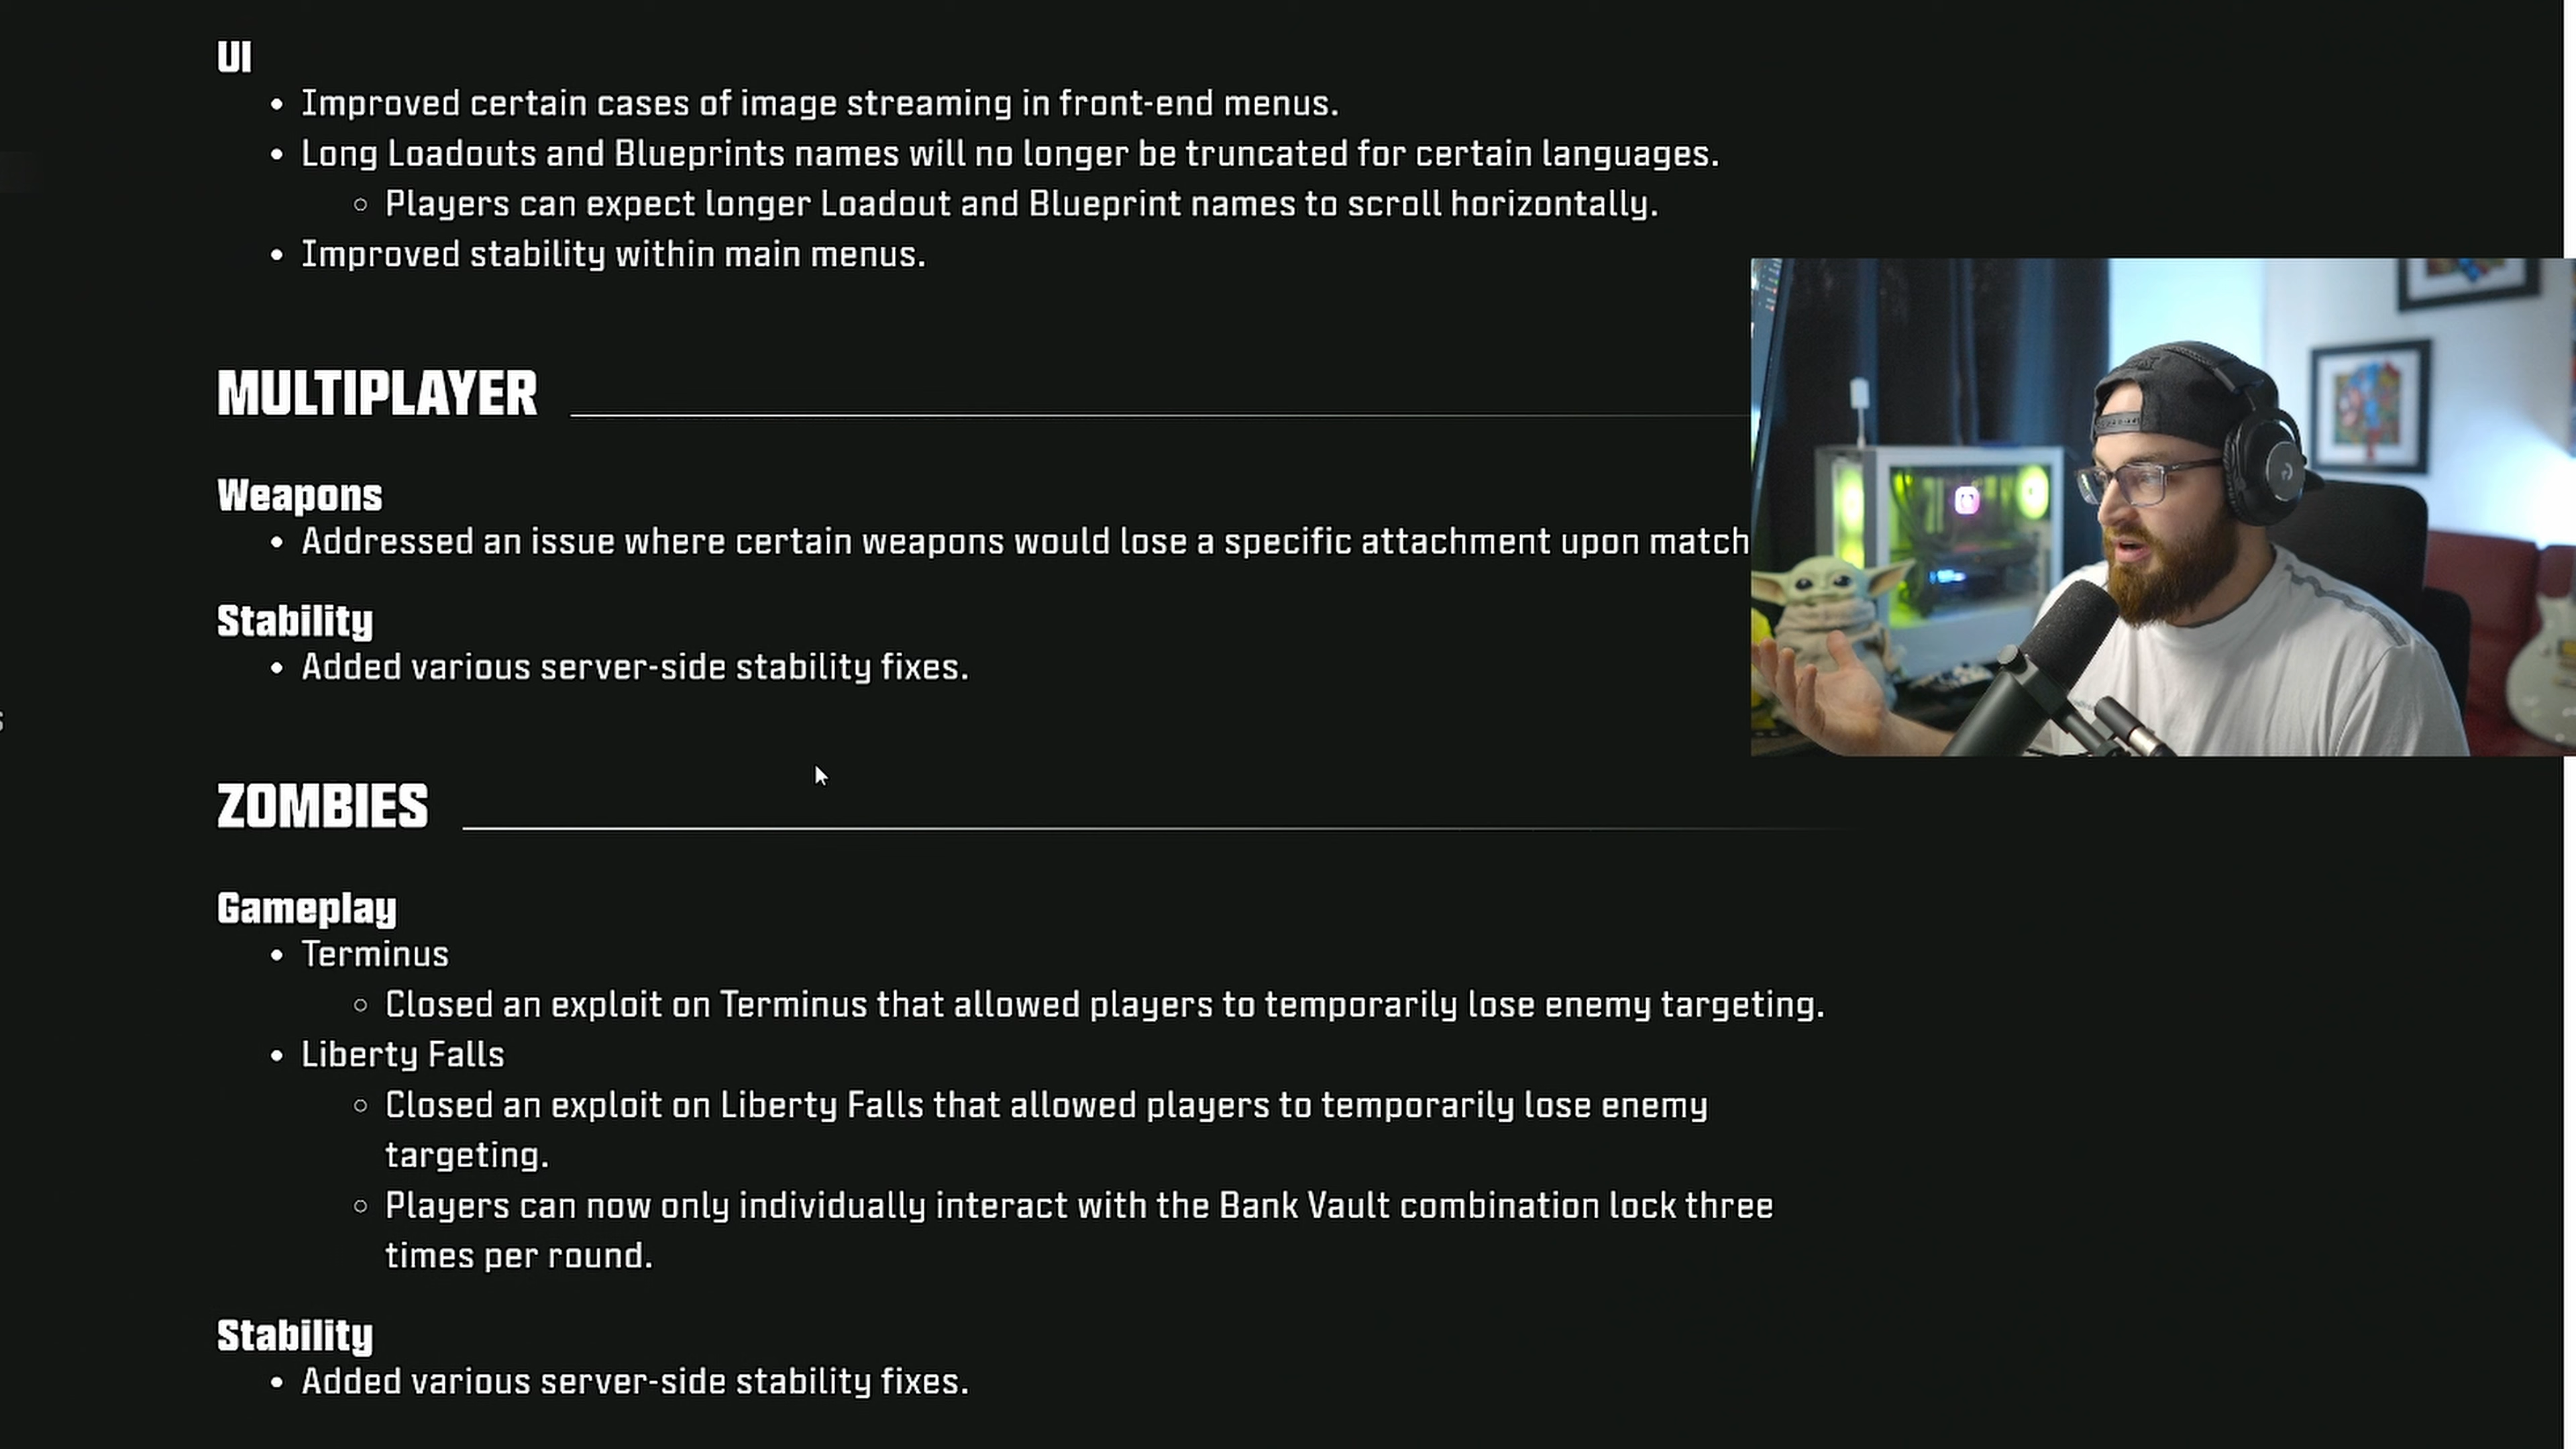 UI
• Improved certain cases of image streaming in front-end menus.
• Long Loadouts and Blueprints names will no longer be truncated for certain languages.
○ Players can expect longer Loadout and Blueprint names to scroll horizontally.
• Improved stability within main menus.
MULTIPLAYER
Weapons
• Addressed an issue where certain weapons would lose a specific attachment upon match
Stability
• Added various server-side stability fixes.
ZOMBIES
Gameplay
• Terminus
○ Closed an exploit on Terminus that allowed players to temporarily lose enemy targeting.
• Liberty Falls
○ Closed an exploit on Liberty Falls that allowed players to temporarily lose enemy
targeting.
○ Players can now only individually interact with the Bank Vault combination lock three
times per round.
Stability
• Added various server-side stability fixes.